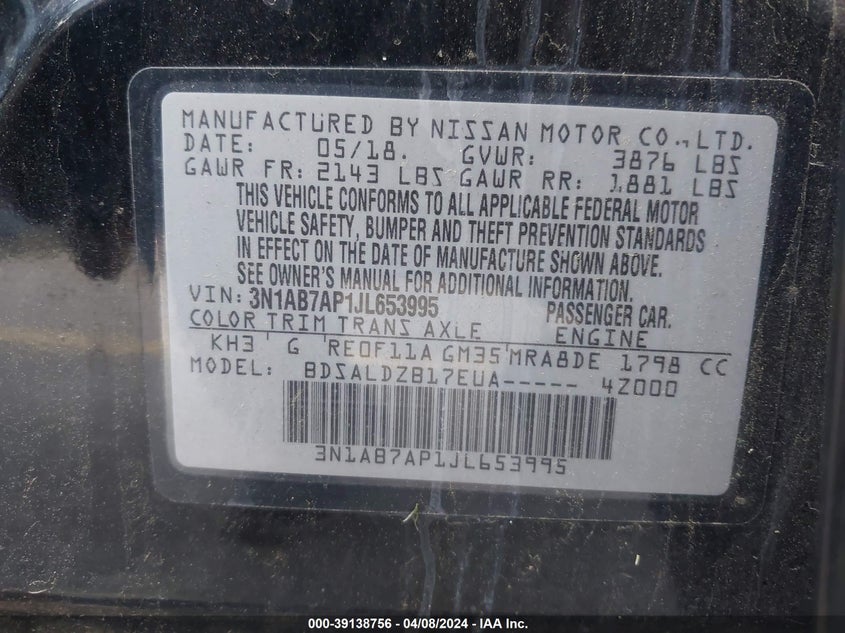 MANUFACTURED BY NISSAN MOTOR CO.,LTD.
DATE: 05/18. GVWR: 3876 LBS
GAWR FR: 2143 LBS GAWR RR: 1881 LBS
THIS VEHICLE CONFORMS TO ALL APPLICABLE FEDERAL MOTOR
VEHICLE SAFETY, BUMPER AND THEFT PREVENTION STANDARDS
IN EFFECT ON THE DATE OF MANUFACTURE SHOWN ABOVE.
SEE OWNER'S MANUAL FOR ADDITIONAL INFORMATION.
VIN: 3N1AB7AP1JL653995 PASSENGER CAR.
COLOR TRIM TRANS AXLE ENGINE
KH3 G RE0F11A GM35 MRA8DE 1798 CC
MODEL: BDSALDZB17EUA----- 4Z000
3N1AB7AP1JL653995
000-39138756 - 04/08/2024 - IAA Inc.